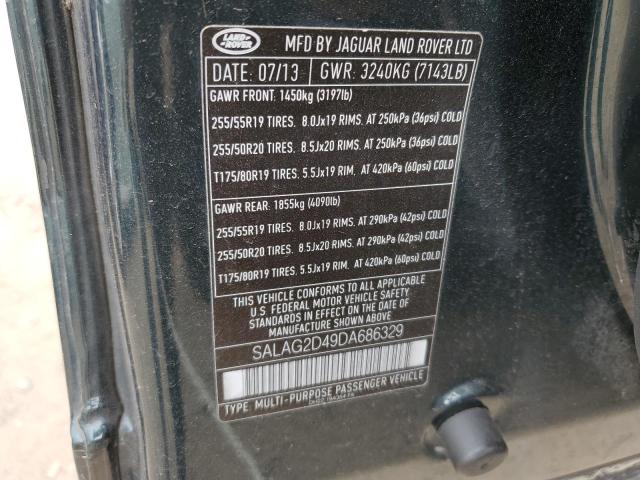 LAND ROVER
MFD BY JAGUAR LAND ROVER LTD
DATE: 07/13 GWR: 3240KG (7143LB)
GAWR FRONT: 1450kg (3197lb)
255/55R19 TIRES. 8.0Jx19 RIMS. AT 250kPa (36psi) COLD
255/50R20 TIRES. 8.5Jx20 RIMS. AT 250kPa (36psi) COLD
T175/80R19 TIRES. 5.5Jx19 RIM. AT 420kPa (60psi) COLD
GAWR REAR: 1855kg (4090lb)
255/55R19 TIRES. 8.0Jx19 RIMS. AT 290kPa (42psi) COLD
255/50R20 TIRES. 8.5Jx20 RIMS. AT 290kPa (42psi) COLD
T175/80R19 TIRES. 5.5Jx19 RIM. AT 420kPa (60psi) COLD
THIS VEHICLE CONFORMS TO ALL APPLICABLE
U.S FEDERAL MOTOR VEHICLE SAFETY
STANDARDS IN EFFECT ON THE DATE
OF MANUFACTURE SHOWN ABOVE
SALAG2D49DA686329
TYPE: MULTI-PURPOSE PASSENGER VEHICLE